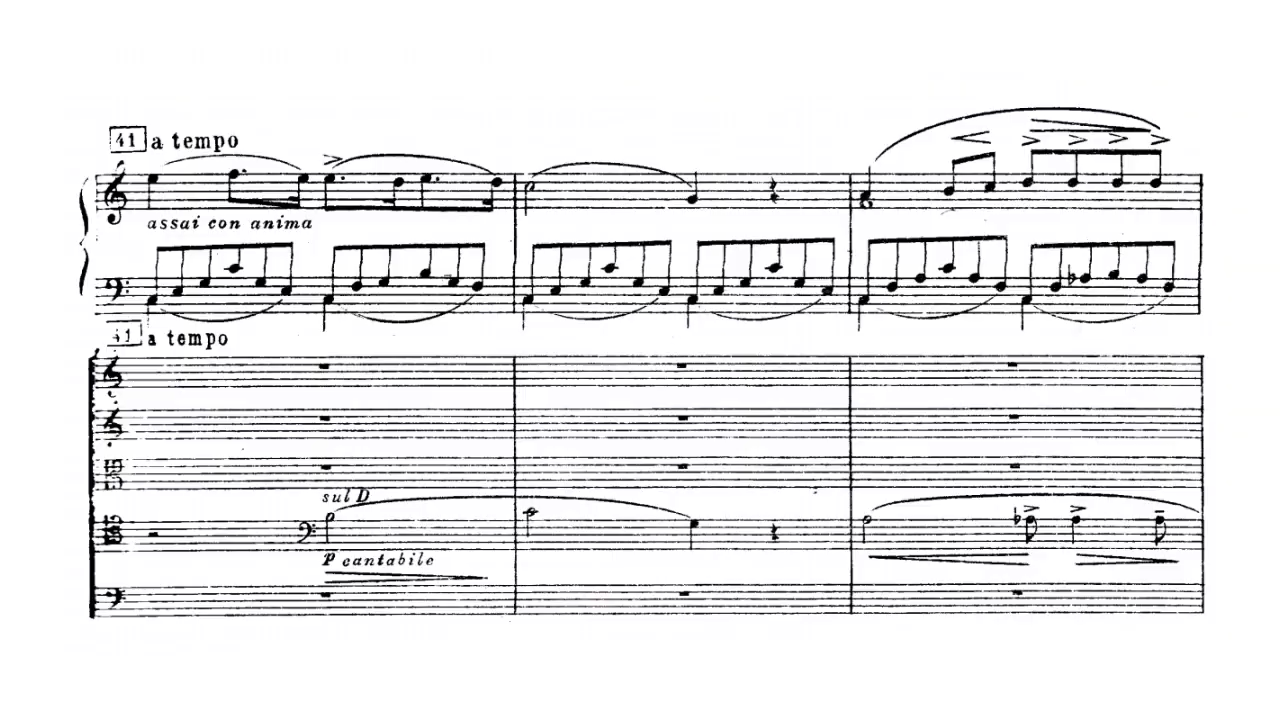 41 a tempo
assai con anima
41 a tempo
sul D
P cantabile